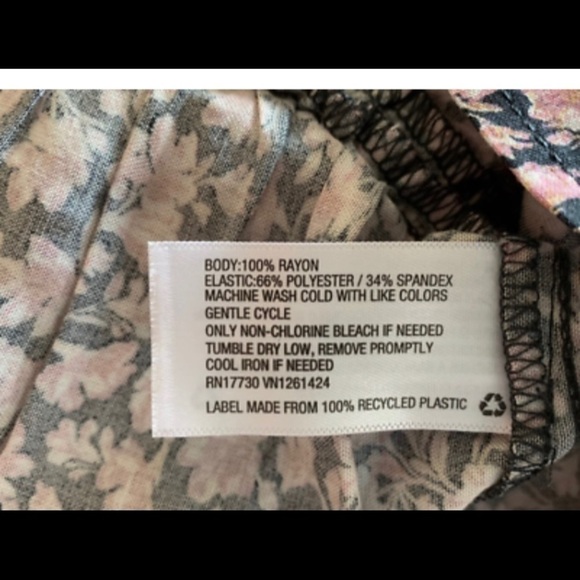 BODY:100% RAYON
ELASTIC:66% POLYESTER / 34% SPANDEX
MACHINE WASH COLD WITH LIKE COLORS
GENTLE CYCLE
ONLY NON-CHLORINE BLEACH IF NEEDED
TUMBLE DRY LOW, REMOVE PROMPTLY
COOL IRON IF NEEDED
RN17730 VN1261424
LABEL MADE FROM 100% RECYCLED PLASTIC